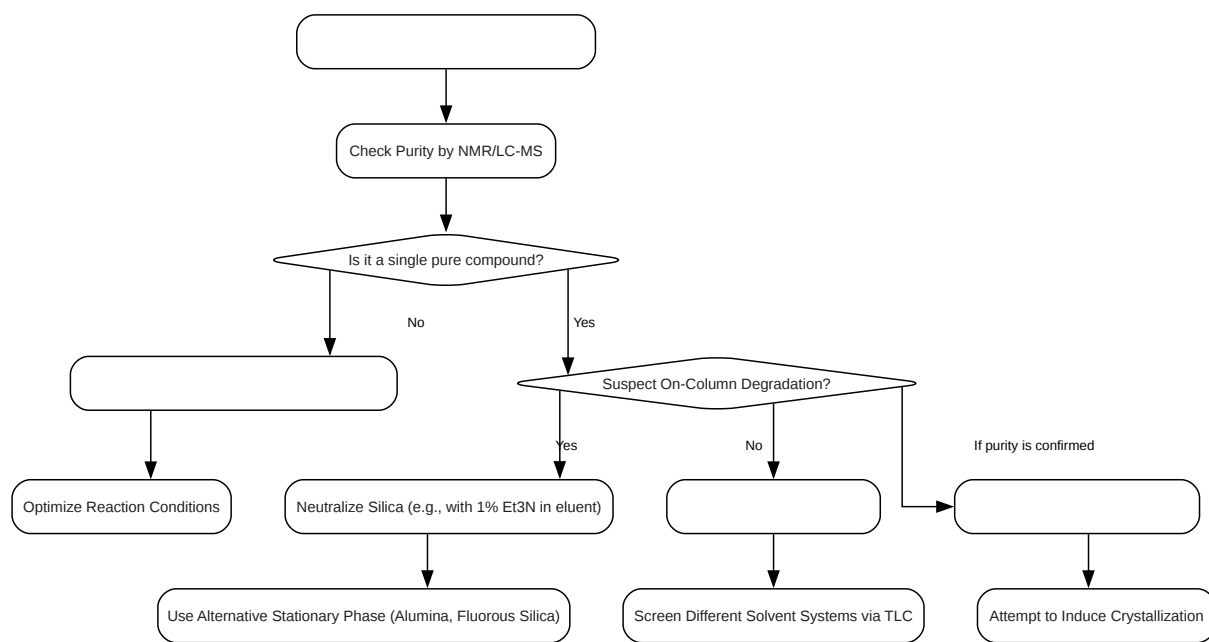 Check Purity by NMR/LC-MS
Is it a single pure compound?
No
Yes
Suspect On-Column Degradation?
Yes
No
If purity is confirmed
Optimize Reaction Conditions
Neutralize Silica (e.g., with 1% Et3N in eluent)
Use Alternative Stationary Phase (Alumina, Fluorous Silica)
Screen Different Solvent Systems via TLC
Attempt to Induce Crystallization